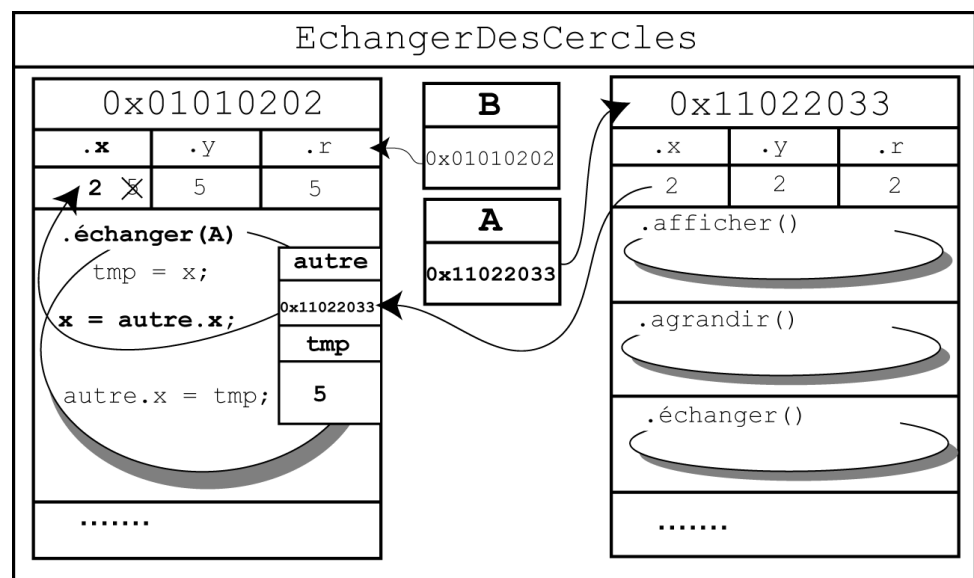 EchangerDesCercles
0x01010202
.x .y .r
2 5 5 5
.échanger(A)
tmp = x;
x = autre.x;
autre.x = tmp;
autre
0x11022033
tmp
5
.......
B
0x01010202
A
0x11022033
0x11022033
.x .y .r
2 2 2
.afficher()
.agrandir()
.échanger()
.......